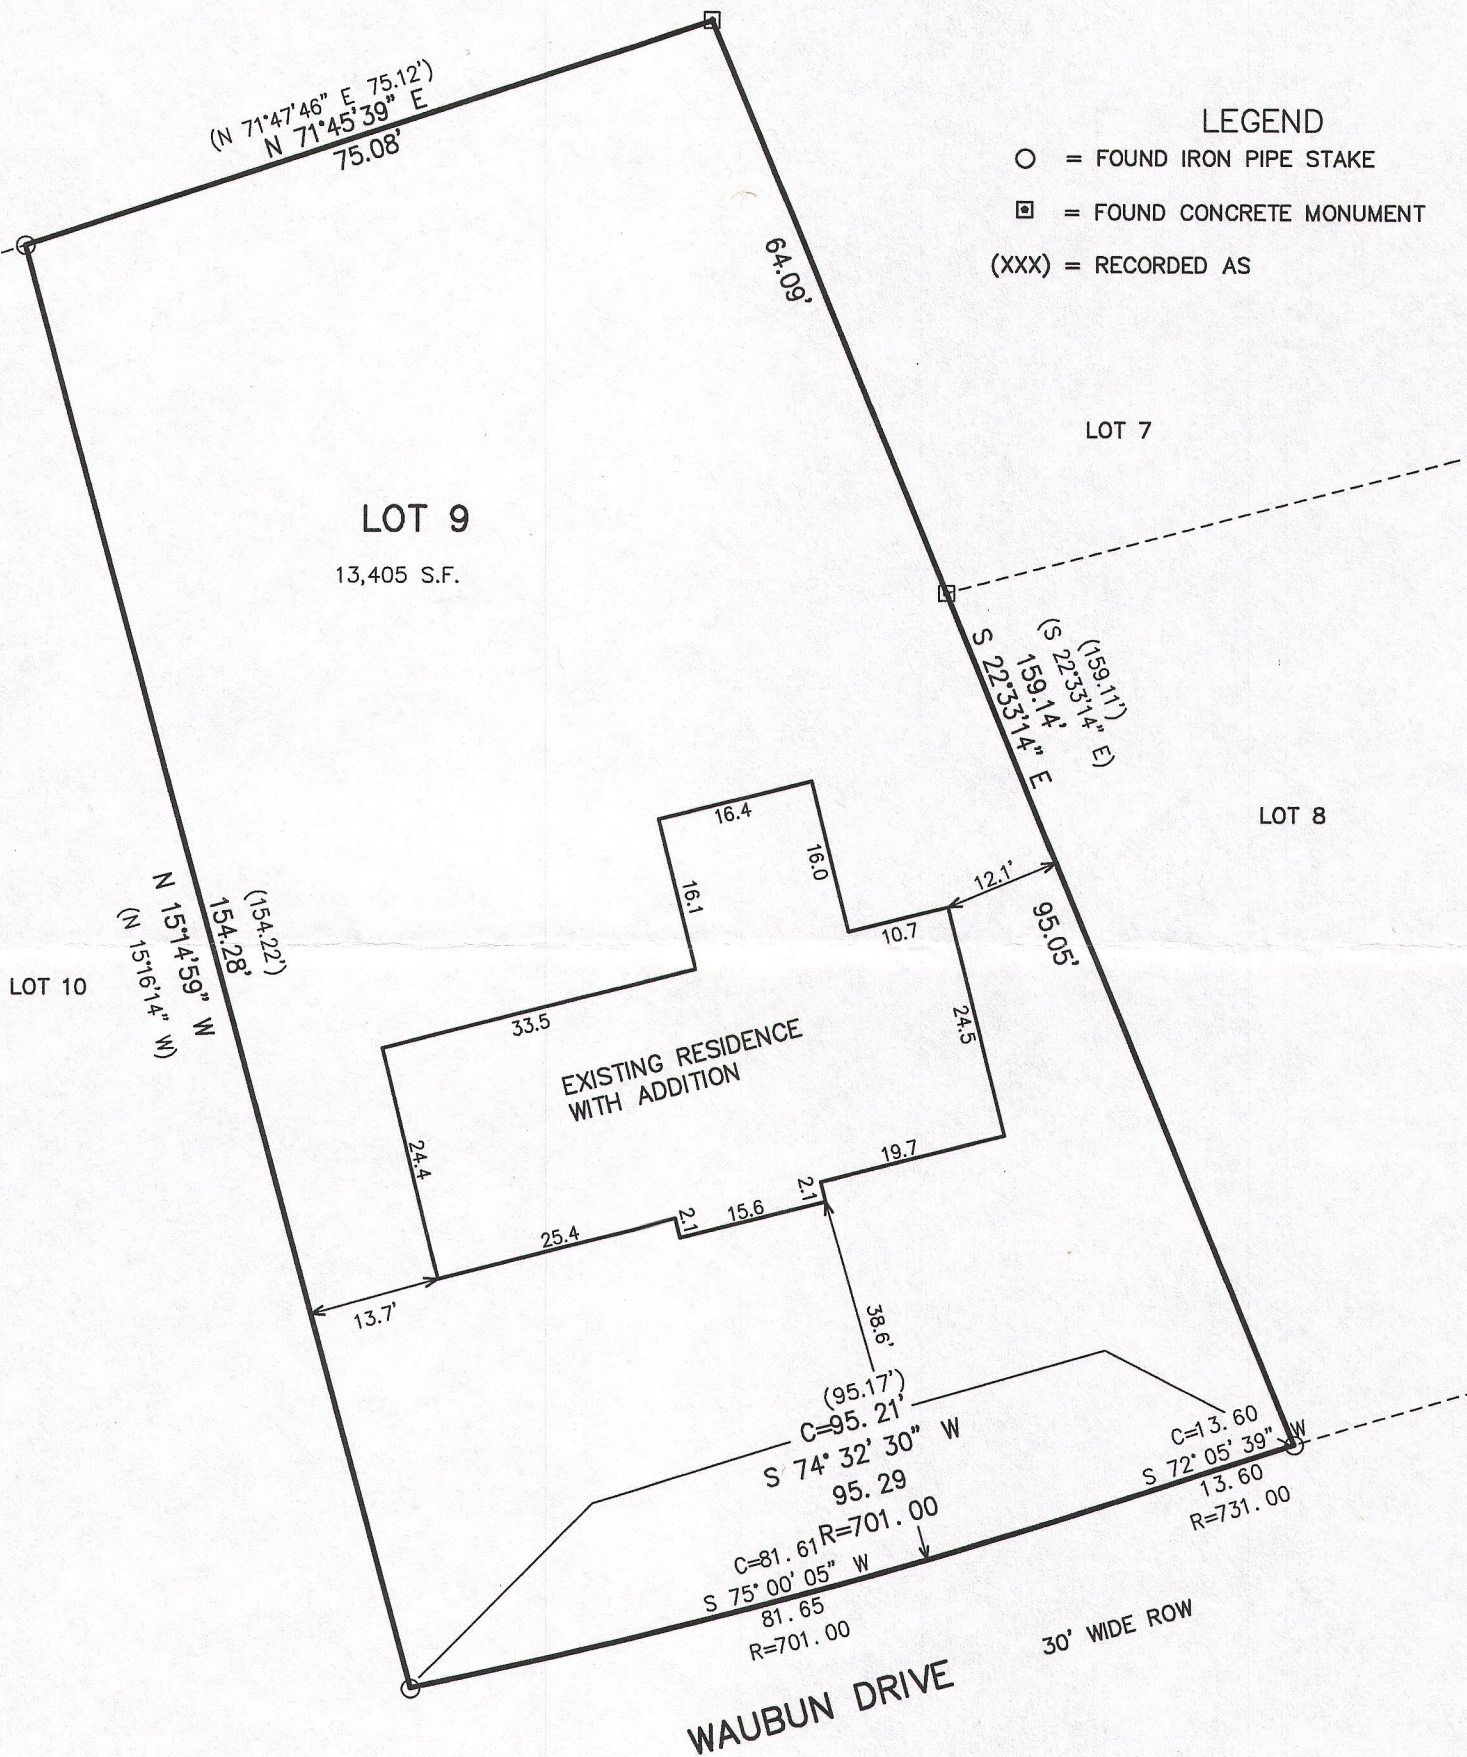 (N 71°47'46" E 75.12')
N 71°45'39" E
75.08'
LEGEND
= FOUND IRON PIPE STAKE
= FOUND CONCRETE MONUMENT
(XXX) = RECORDED AS
64.09'
LOT 7
LOT 9
13,405 S.F.
(159.11')
(S 22°33'14" E)
159.14'
S 22°33'14" E
LOT 8
16.4
16.0
16.1
12.1'
10.7
95.05'
(154.22')
154.28'
N 15°14'59" W
(N 15°16'14" W)
LOT 10
33.5
24.5
EXISTING RESIDENCE
WITH ADDITION
24.4
19.7
2.1
15.6
2.1
25.4
13.7'
38.6'
(95.17')
C=95.21'
S 74° 32' 30" W
95.29
R=701.00
C=13.60
S 72° 05' 39" W
13.60
R=731.00
C=81.61
S 75° 00' 05" W
81.65
R=701.00
30' WIDE ROW
WAUBUN DRIVE